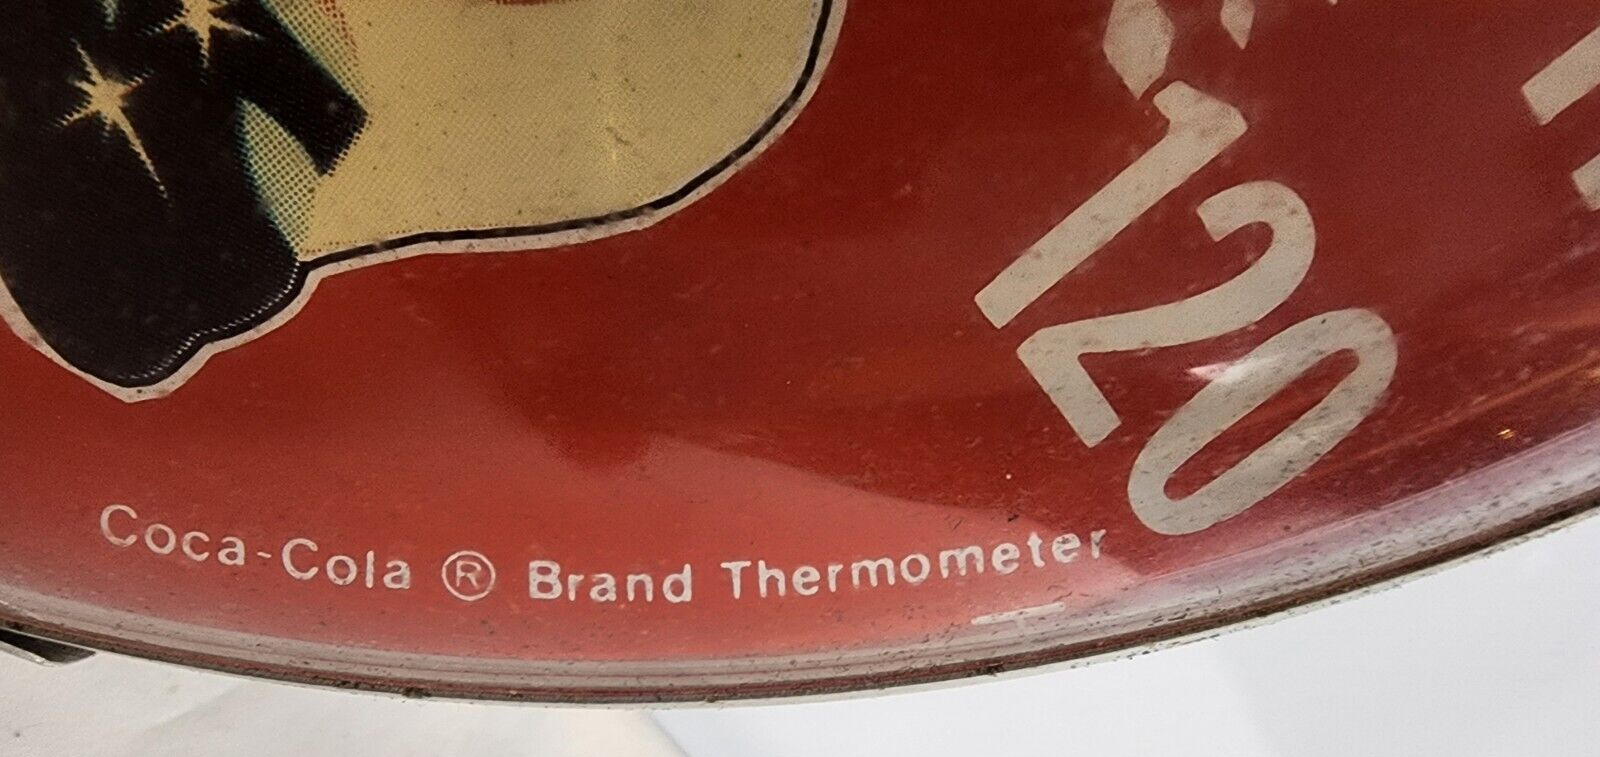 120
Coca-Cola ® Brand Thermometer